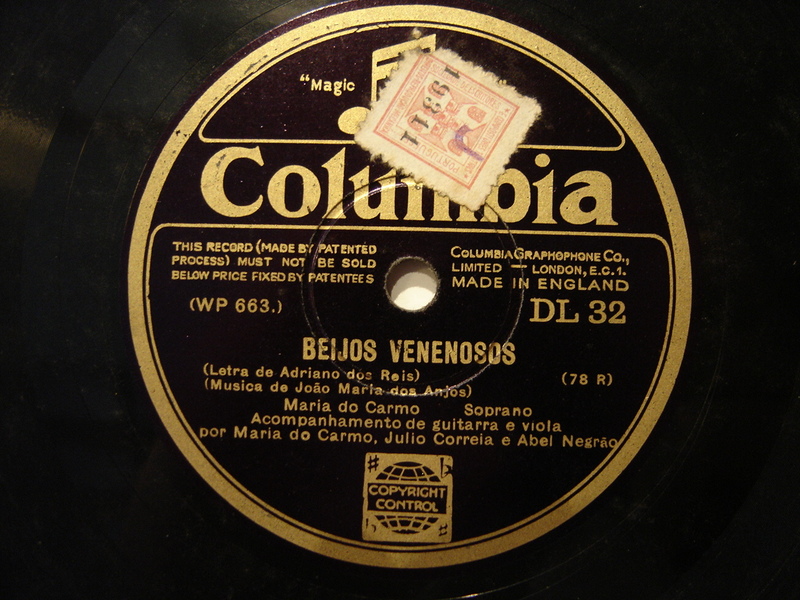 "Magic
19311
Columbia
THIS RECORD (MADE BY PATENTED
PROCESS) MUST NOT BE SOLD
BELOW PRICE FIXED BY PATENTEES
COLUMBIA GRAPHOPHONE CO.,
LIMITED — LONDON, E.C.1.
MADE IN ENGLAND
(WP 663.)
DL 32
BEIJOS VENENOSOS
(Letra de Adriano dos Reis)
(Musica de João Maria dos Anjos)
(78 R)
Maria do Carmo Soprano
Acompanhamento de guitarra e viola
por Maria do Carmo, Julio Correia e Abel Negrão
COPYRIGHT
CONTROL